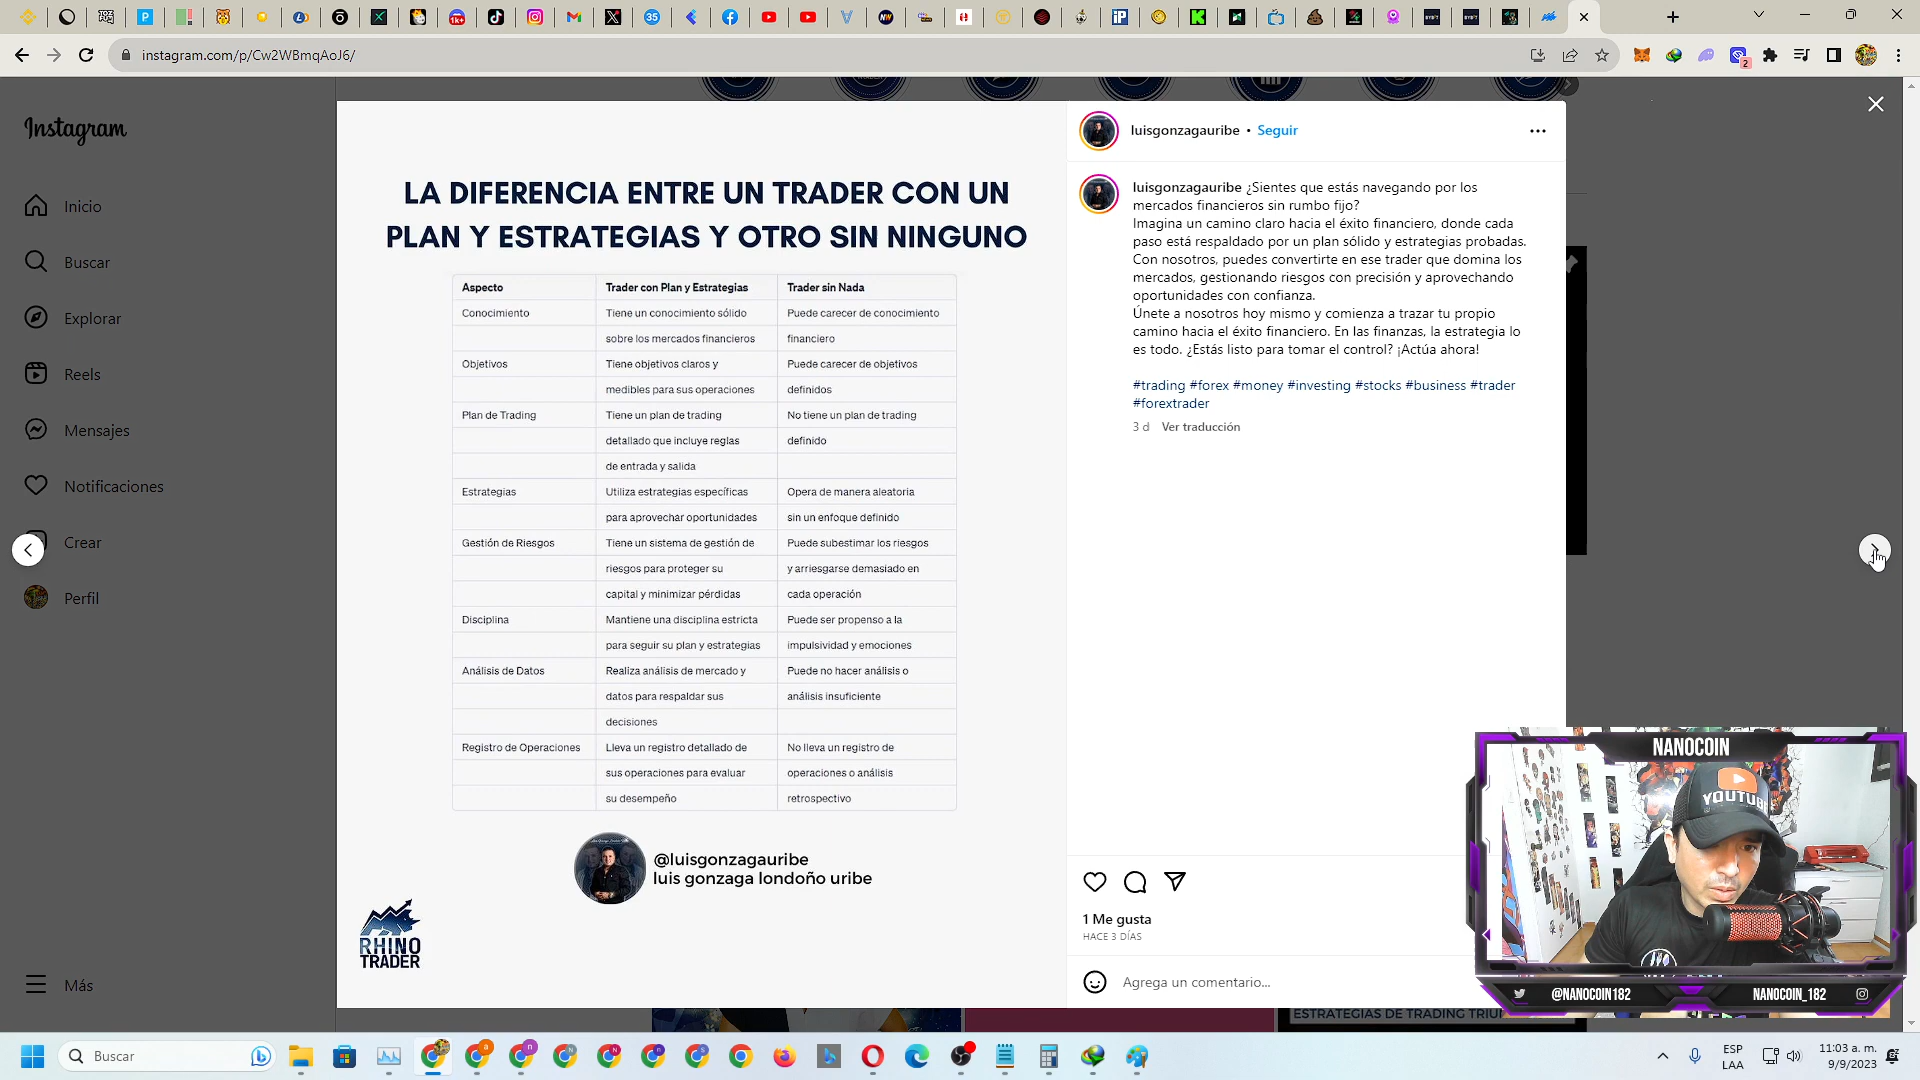 instagram.com/p/Cw2WBmqAoJ6/
Instagram
Inicio
Buscar
Explorar
Reels
Mensajes
Notificaciones
Crear
Perfil
Más
LA DIFERENCIA ENTRE UN TRADER CON UN
PLAN Y ESTRATEGIAS Y OTRO SIN NINGUNO
Aspecto Trader con Plan y Estrategias Trader sin Nada
Conocimiento Tiene un conocimiento sólido Puede carecer de conocimiento
sobre los mercados financieros financiero
Objetivos Tiene objetivos claros y Puede carecer de objetivos
medibles para sus operaciones definidos
Plan de Trading Tiene un plan de trading No tiene un plan de trading
detallado que incluye reglas definido
de entrada y salida
Estrategias Utiliza estrategias específicas Opera de manera aleatoria
para aprovechar oportunidades sin un enfoque definido
Gestión de Riesgos Tiene un sistema de gestión de Puede subestimar los riesgos
riesgos para proteger su y arriesgarse demasiado en
capital y minimizar pérdidas cada operación
Disciplina Mantiene una disciplina estricta Puede ser propenso a la
para seguir su plan y estrategias impulsividad y emociones
Análisis de Datos Realiza análisis de mercado y Puede no hacer análisis o
datos para respaldar sus análisis insuficiente
decisiones
Registro de Operaciones Lleva un registro detallado de No lleva un registro de
sus operaciones para evaluar operaciones o análisis
su desempeño retrospectivo
@luisgonzagauribe
luis gonzaga londoño uribe
RHINO
TRADER
luisgonzagauribe • Seguir
luisgonzagauribe ¿Sientes que estás navegando por los
mercados financieros sin rumbo fijo?
Imagina un camino claro hacia el éxito financiero, donde cada
paso está respaldado por un plan sólido y estrategias probadas.
Con nosotros, puedes convertirte en ese trader que domina los
mercados, gestionando riesgos con precisión y aprovechando
oportunidades con confianza.
Únete a nosotros hoy mismo y comienza a trazar tu propio
camino hacia el éxito financiero. En las finanzas, la estrategia lo
es todo. ¿Estás listo para tomar el control? ¡Actúa ahora!
#trading #forex #money #investing #stocks #business #trader
#forextrader
3 d Ver traducción
1 Me gusta
HACE 3 DÍAS
Agrega un comentario...
NANOCOIN
YOUTUBE
@NANOCOIN182 NANOCOIN_182
ESTRATEGIAS DE TRADING
Buscar
ESP
LAA
11:03 a. m.
9/9/2023